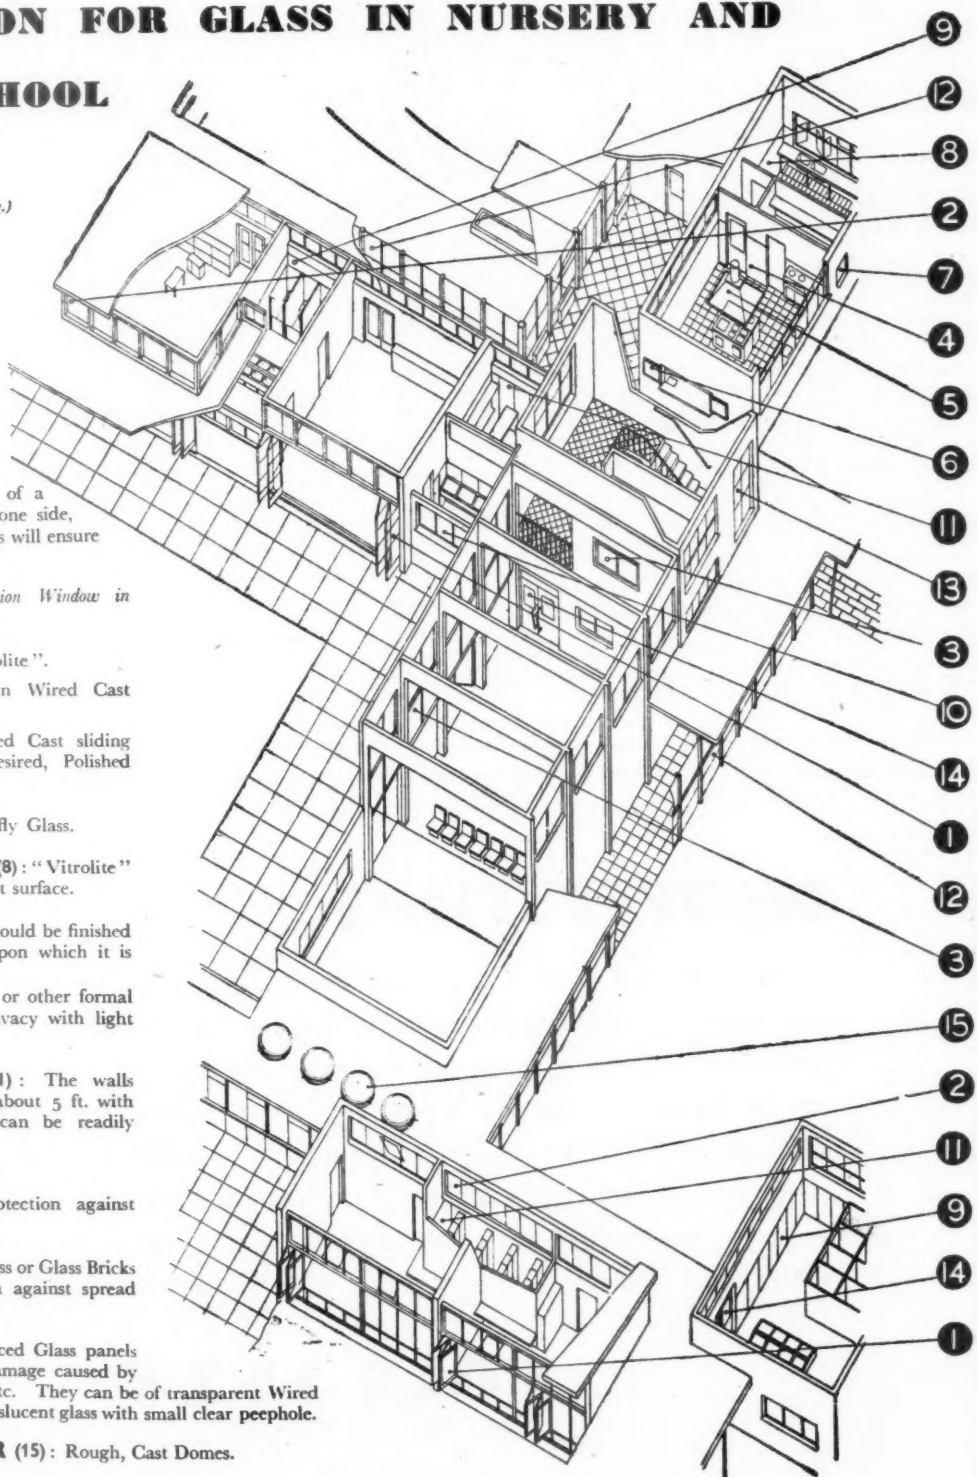 ON FOR GLASS IN NURSERY AND
HOOL
.)
of a
one side,
s will ensure
ion Window in
olite".
n Wired Cast
ed Cast sliding
esired, Polished
fly Glass.
(8): "Vitrolite"
t surface.
ould be finished
pon which it is
or other formal
vacy with light
1): The walls
about 5 ft. with
can be readily
otection against
ss or Glass Bricks
n against spread
ced Glass panels
amage caused by
tc. They can be of transparent Wired
slucent glass with small clear peephole.
R (15): Rough, Cast Domes.
9
12
8
2
7
4
5
6
11
13
3
10
14
1
12
3
15
2
11
9
14
1